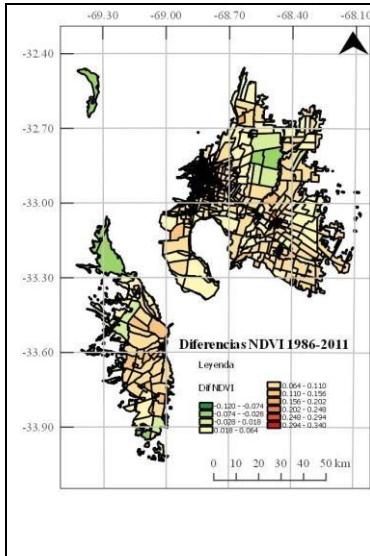 -69.30 -69.00 -68.70 -68.40 -68.10
-32.40
-32.70
-33.00
-33.30
-33.60
-33.90
Diferencias NDVI 1986-2011
Leyenda
Dif NDVI
-0.120 - -0.074
-0.074 - -0.028
-0.028 - 0.018
0.018 - 0.064
0.064 - 0.110
0.110 - 0.156
0.156 - 0.202
0.202 - 0.248
0.248 - 0.294
0.294 - 0.340
0 10 20 30 40 50 km